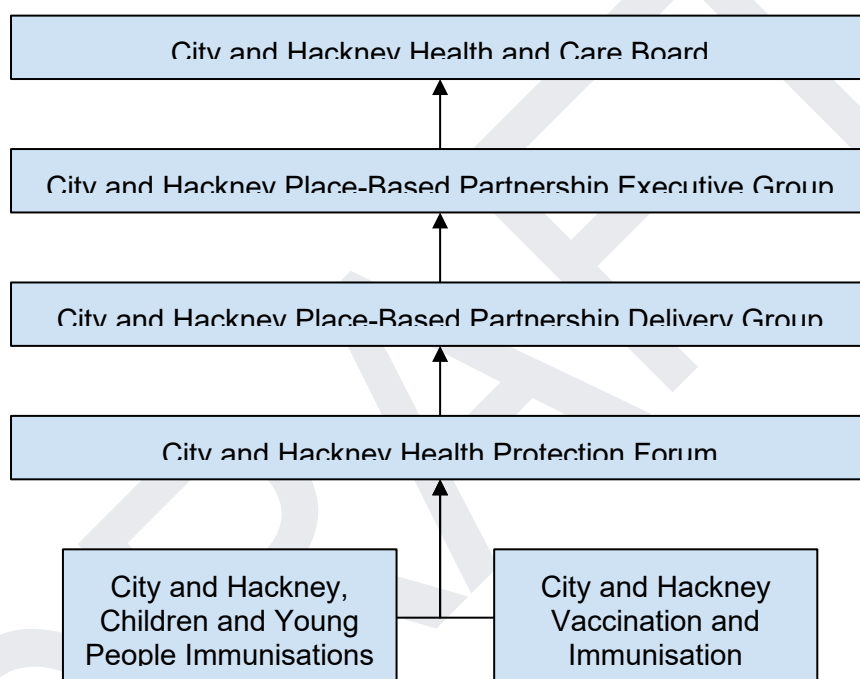 City and Hackney Health and Care Board
City and Hackney Place-Based Partnership Executive Group
City and Hackney Place-Based Partnership Delivery Group
City and Hackney Health Protection Forum
City and Hackney,
Children and Young
People Immunisations
City and Hackney
Vaccination and
Immunisation
DRAFT